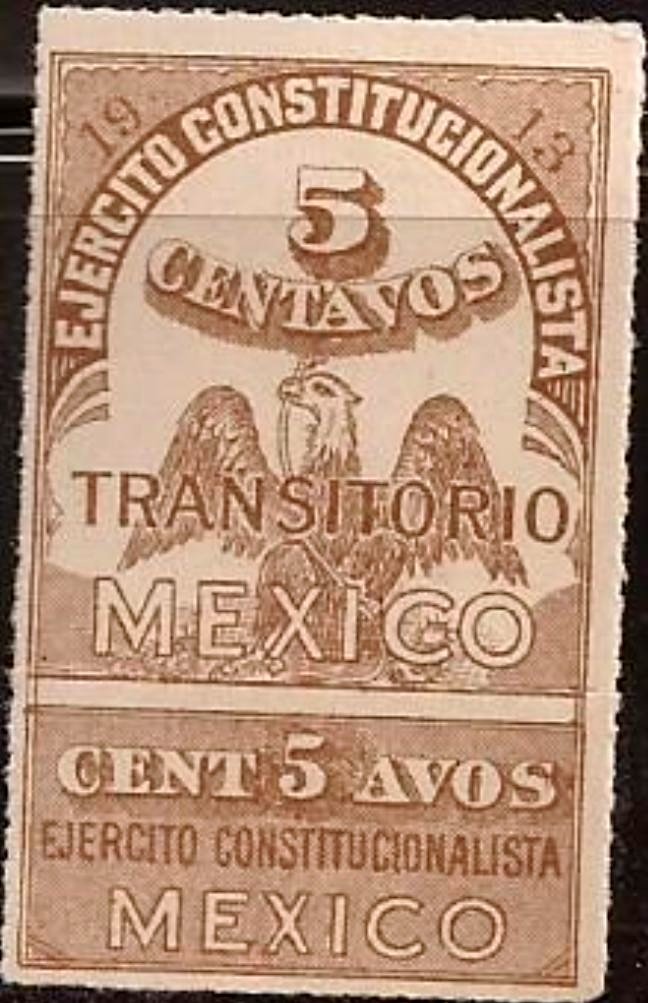 19 13
EJERCITO CONSTITUCIONALISTA
5
CENTAVOS
TRANSITORIO
MEXICO
CENT 5 AVOS
EJERCITO CONSTITUCIONALISTA
MEXICO